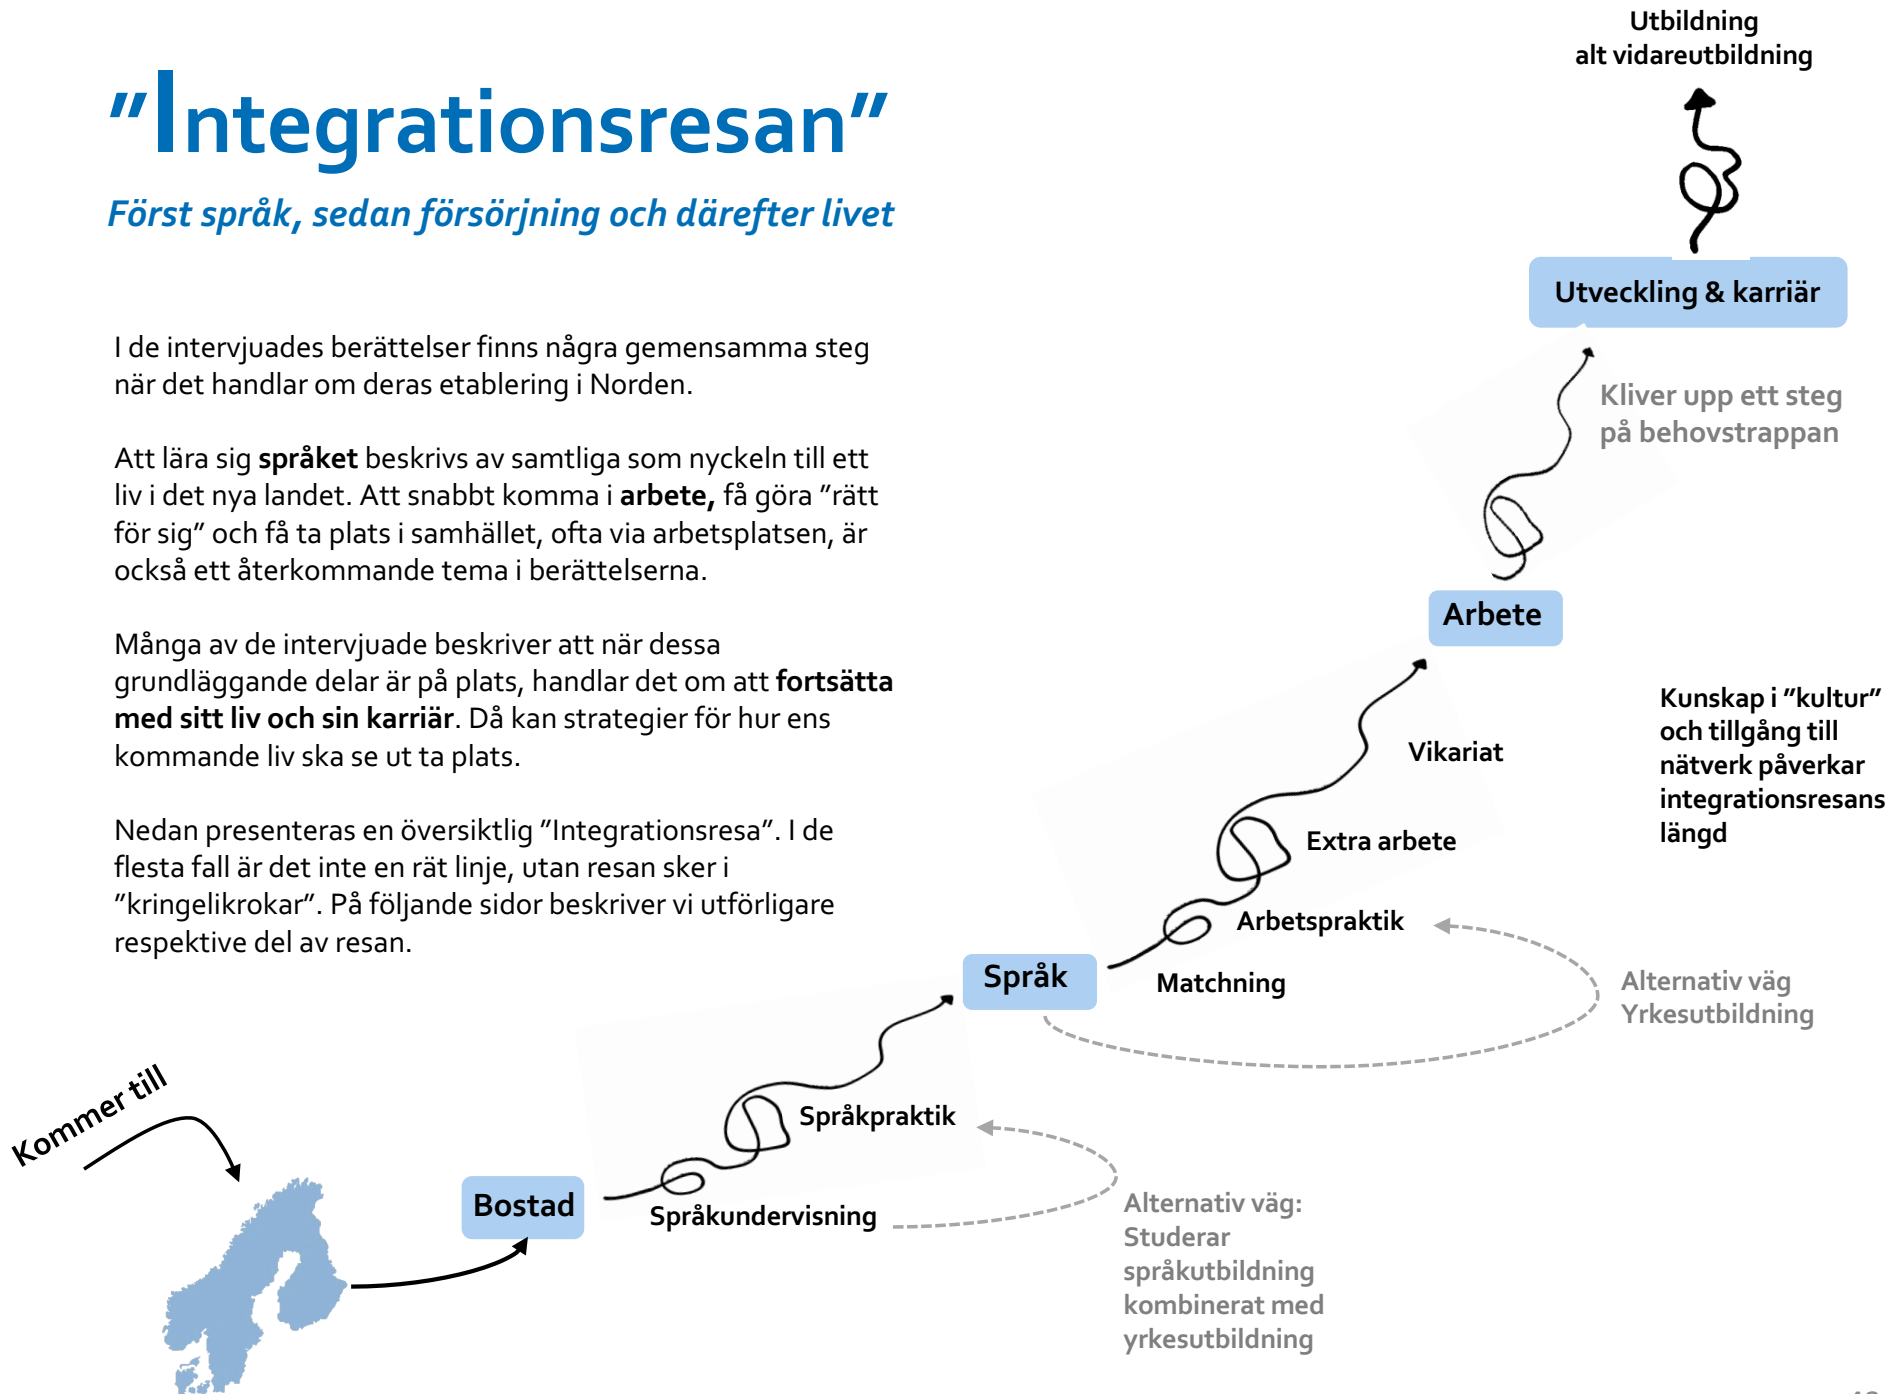 "Integrationsresan"
Först språk, sedan försörjning och därefter livet
I de intervjuades berättelser finns några gemensamma steg
när det handlar om deras etablering i Norden.
Att lära sig språket beskrivs av samtliga som nyckeln till ett
liv i det nya landet. Att snabbt komma i arbete, få göra "rätt
för sig" och få ta plats i samhället, ofta via arbetsplatsen, är
också ett återkommande tema i berättelserna.
Många av de intervjuade beskriver att när dessa
grundläggande delar är på plats, handlar det om att fortsätta
med sitt liv och sin karriär. Då kan strategier för hur ens
kommande liv ska se ut ta plats.
Nedan presenteras en översiktlig "Integrationsresa". I de
flesta fall är det inte en rät linje, utan resan sker i
"kringelikrokar". På följande sidor beskriver vi utförligare
respektive del av resan.
Utbildning
alt vidareutbildning
Utveckling & karriär
Kliver upp ett steg
på behovstrappan
Arbete
Kunskap i "kultur"
och tillgång till
nätverk påverkar
integrationsresans
längd
Vikariat
Extra arbete
Arbetspraktik
Matchning
Språk
Alternativ väg
Yrkesutbildning
Språkpraktik
Språkundervisning
Alternativ väg:
Studerar
språkutbildning
kombinerat med
yrkesutbildning
Bostad
Kommer till